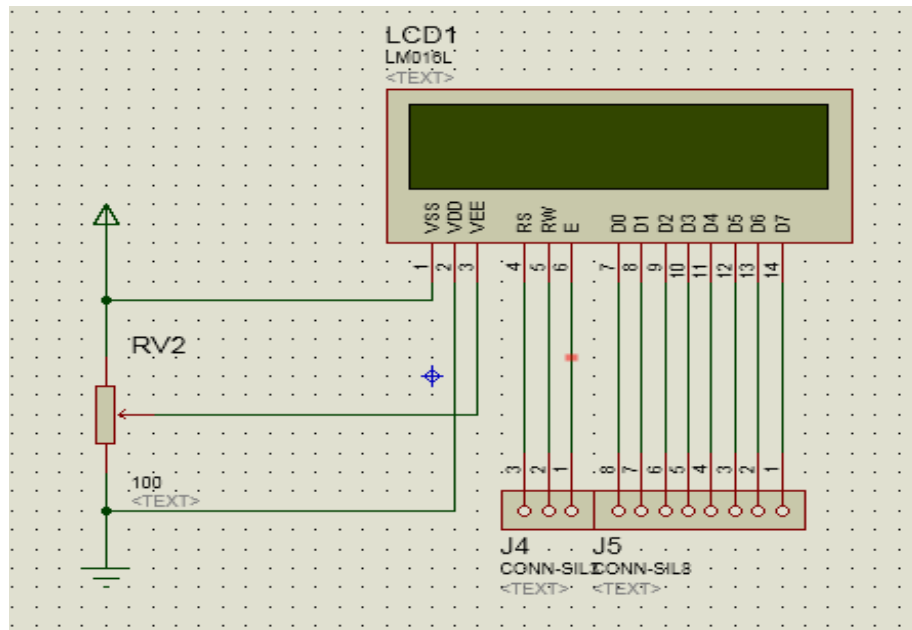 LCD1
LM016L
<TEXT>
VSS VDD VEE RS RW E D0 D1 D2 D3 D4 D5 D6 D7
1 2 3 4 5 6 7 8 9 10 11 12 13 14
RV2
100
<TEXT>
3 2 1 8 7 6 5 4 3 2 1
J4 J5
CONN-SIL8
<TEXT> <TEXT>